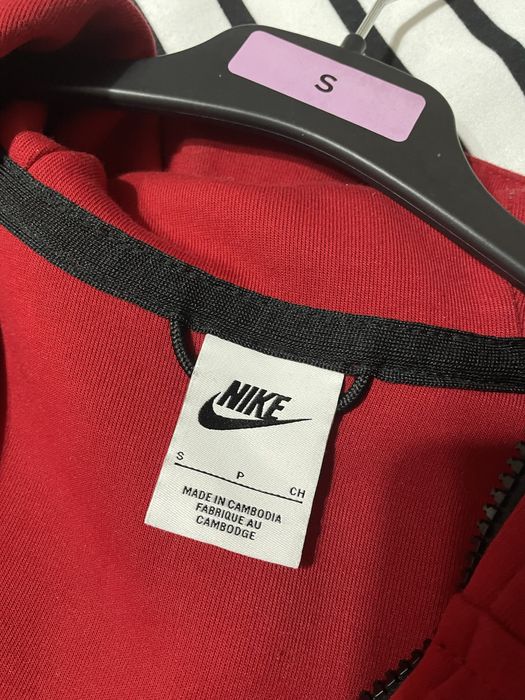 S
NIKE
S P CH
MADE IN CAMBODIA
FABRIQUE AU
CAMBODGE